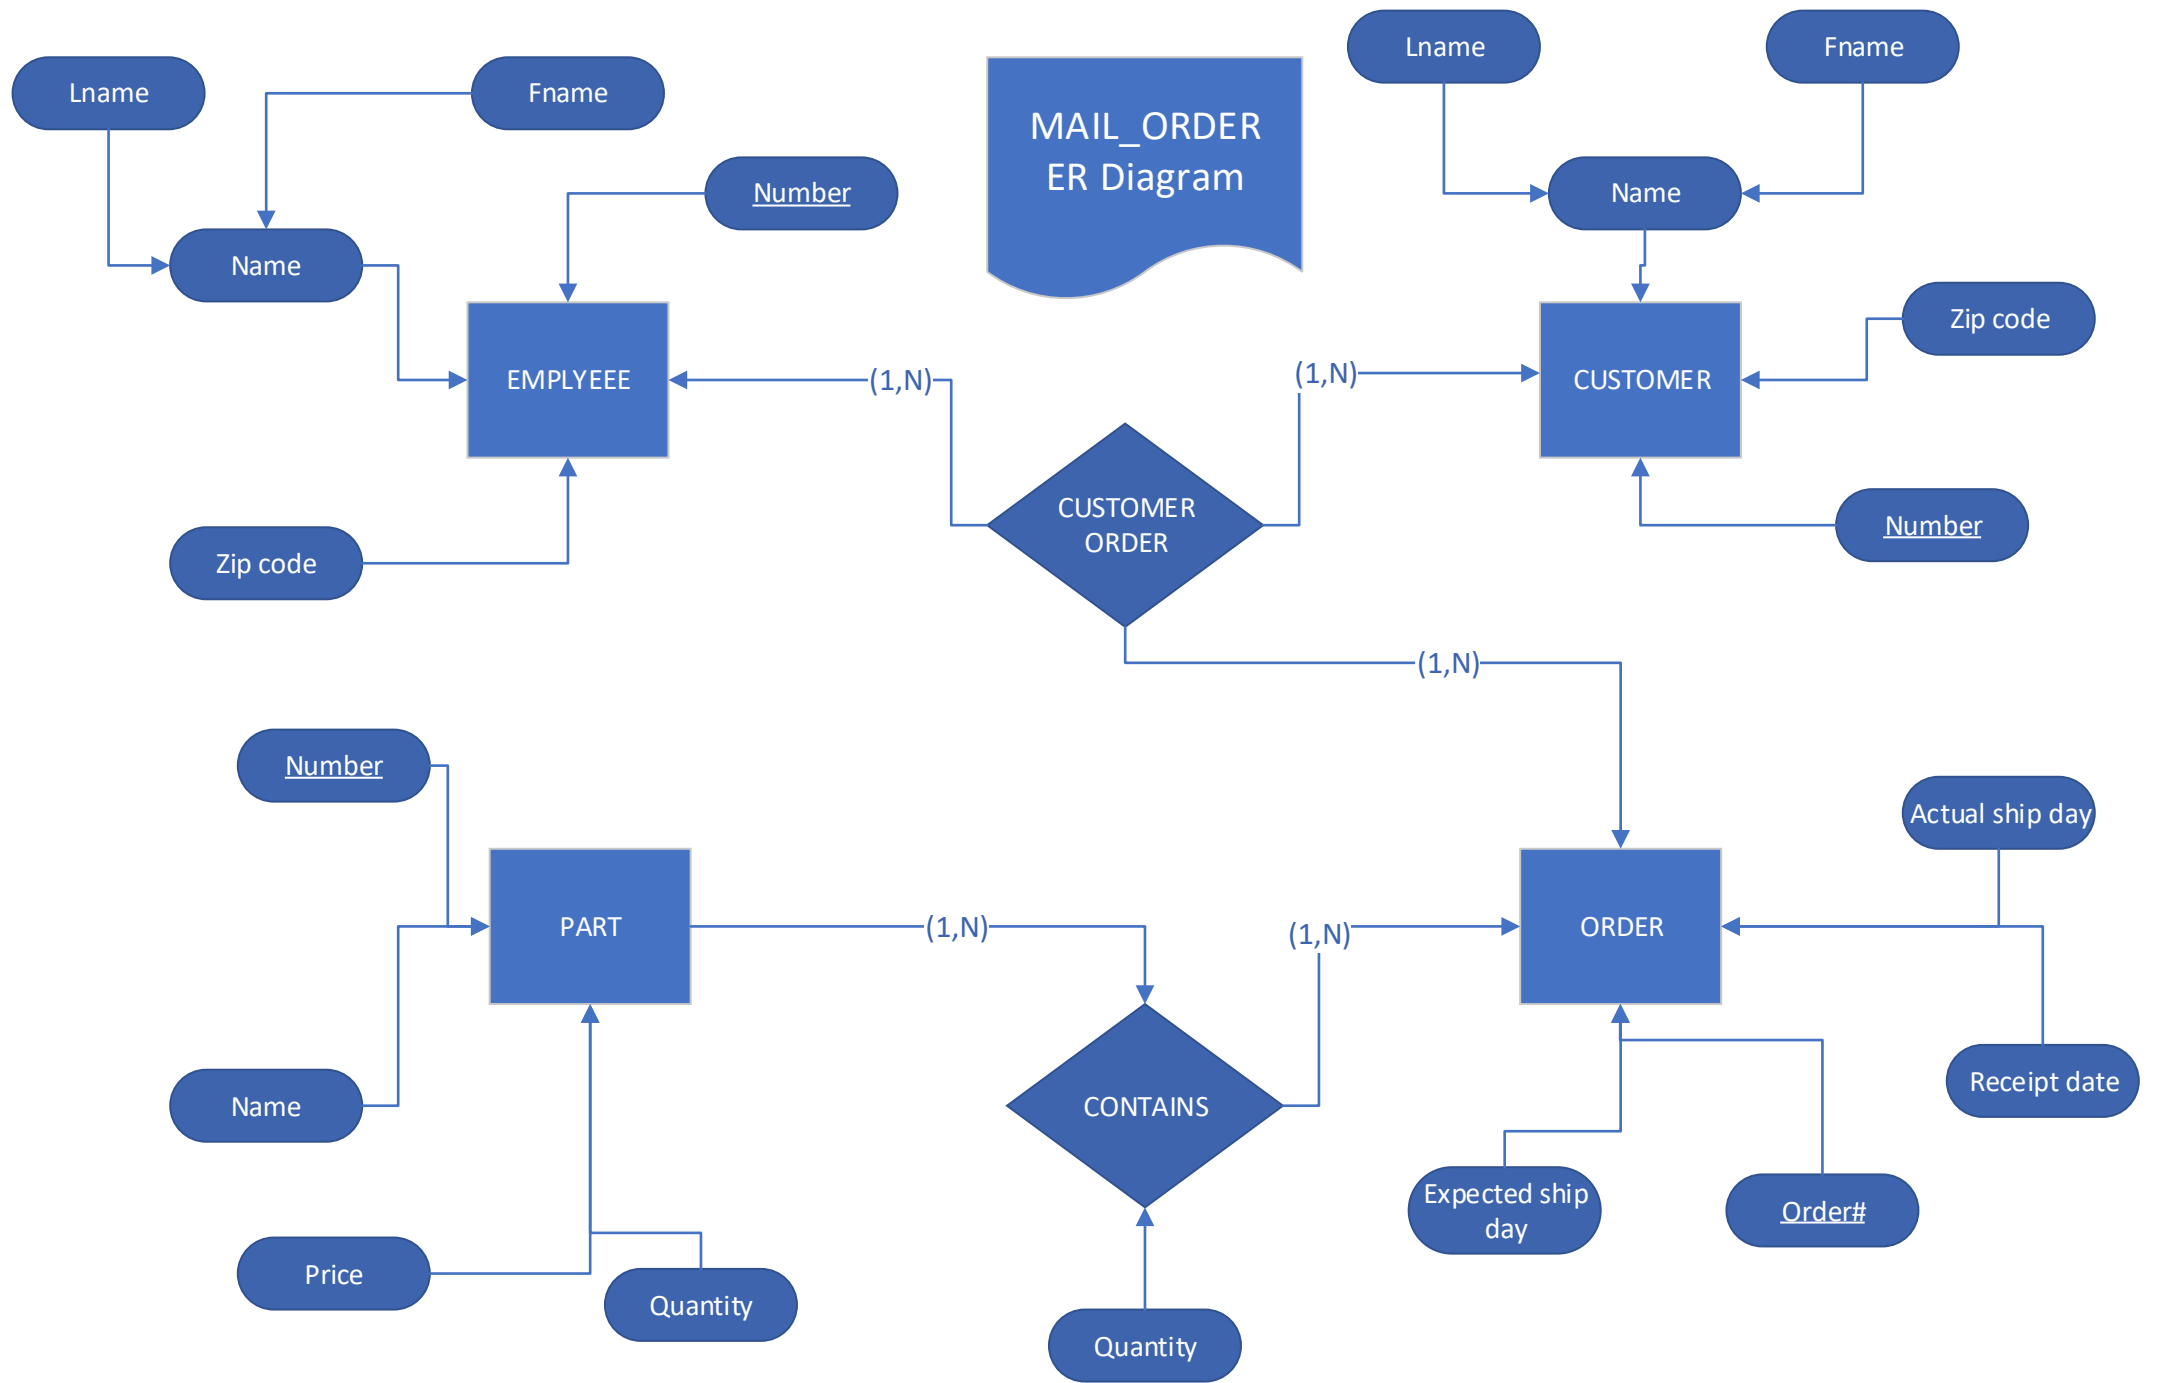 Lname
Fname
Lname
Fname
MAIL_ORDER
ER Diagram
Number
Name
Name
Zip code
EMPLYEEE
(1,N)
(1,N)
CUSTOMER
CUSTOMER
ORDER
Number
Zip code
(1,N)
Number
Actual ship day
PART
(1,N)
(1,N)
ORDER
Name
CONTAINS
Receipt date
Expected ship
day
Order#
Price
Quantity
Quantity